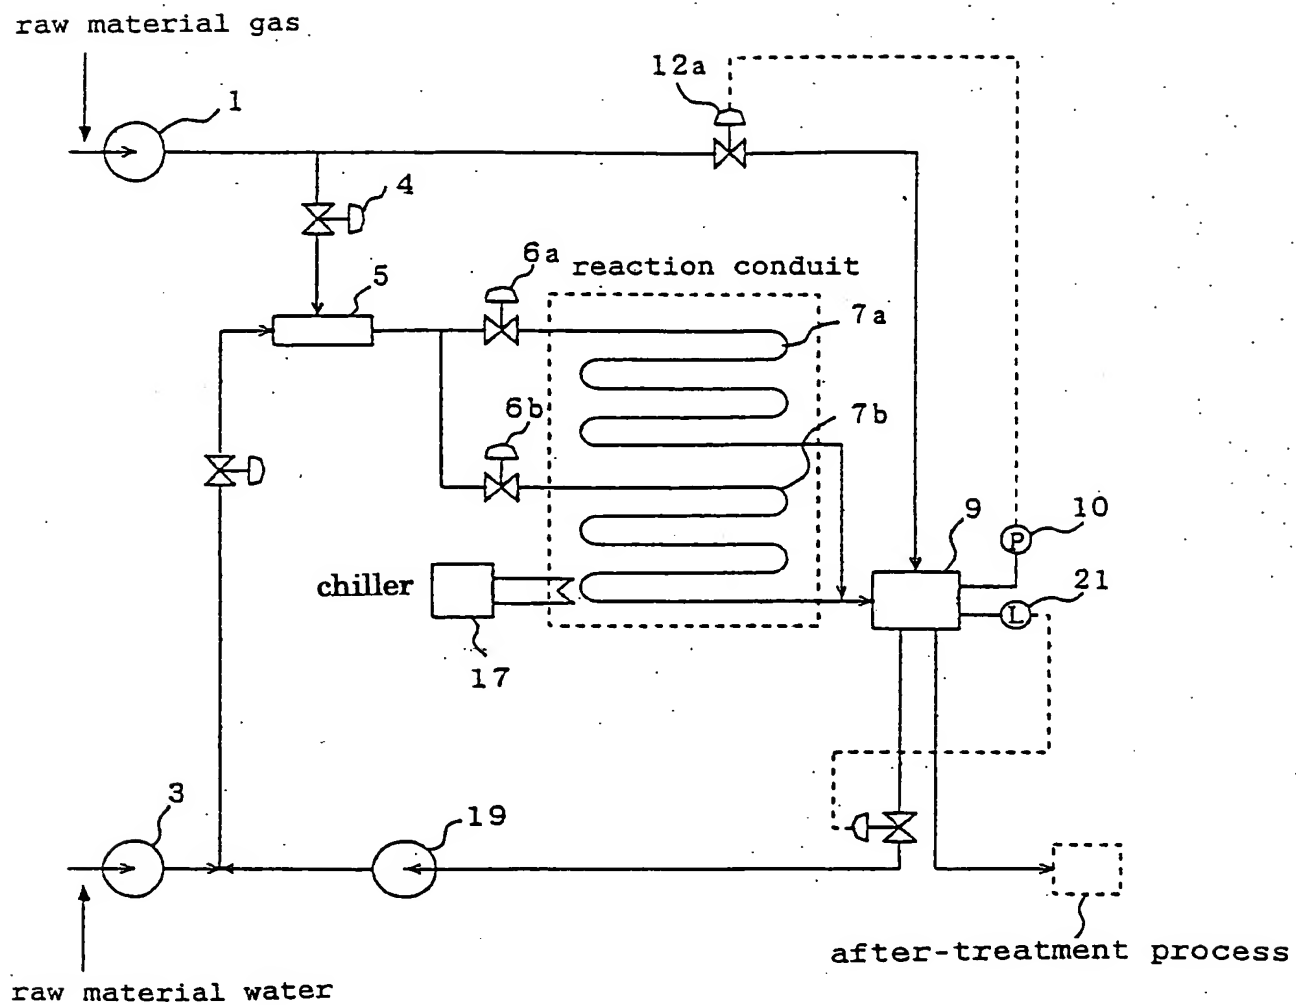 raw material gas
1
12a
4
6a
reaction conduit
5
7a
6b
7b
9
10
P
chiller
21
L
17
3
19
after-treatment process
raw material water